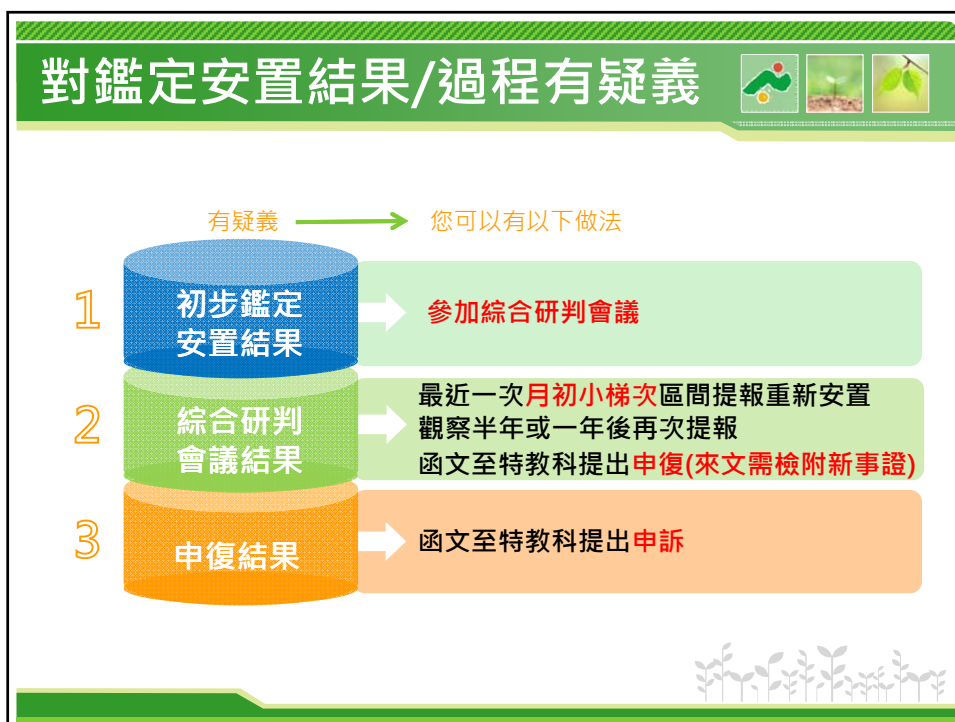 對鑑定安置結果/過程有疑義
有疑義
您可以有以下做法
1
初步鑑定
安置結果
參加綜合研判會議
2
綜合研判
會議結果
最近一次月初小梯次區間提報重新安置
觀察半年或一年後再次提報
函文至特教科提出申復(來文需檢附新事證)
3
申復結果
函文至特教科提出申訴